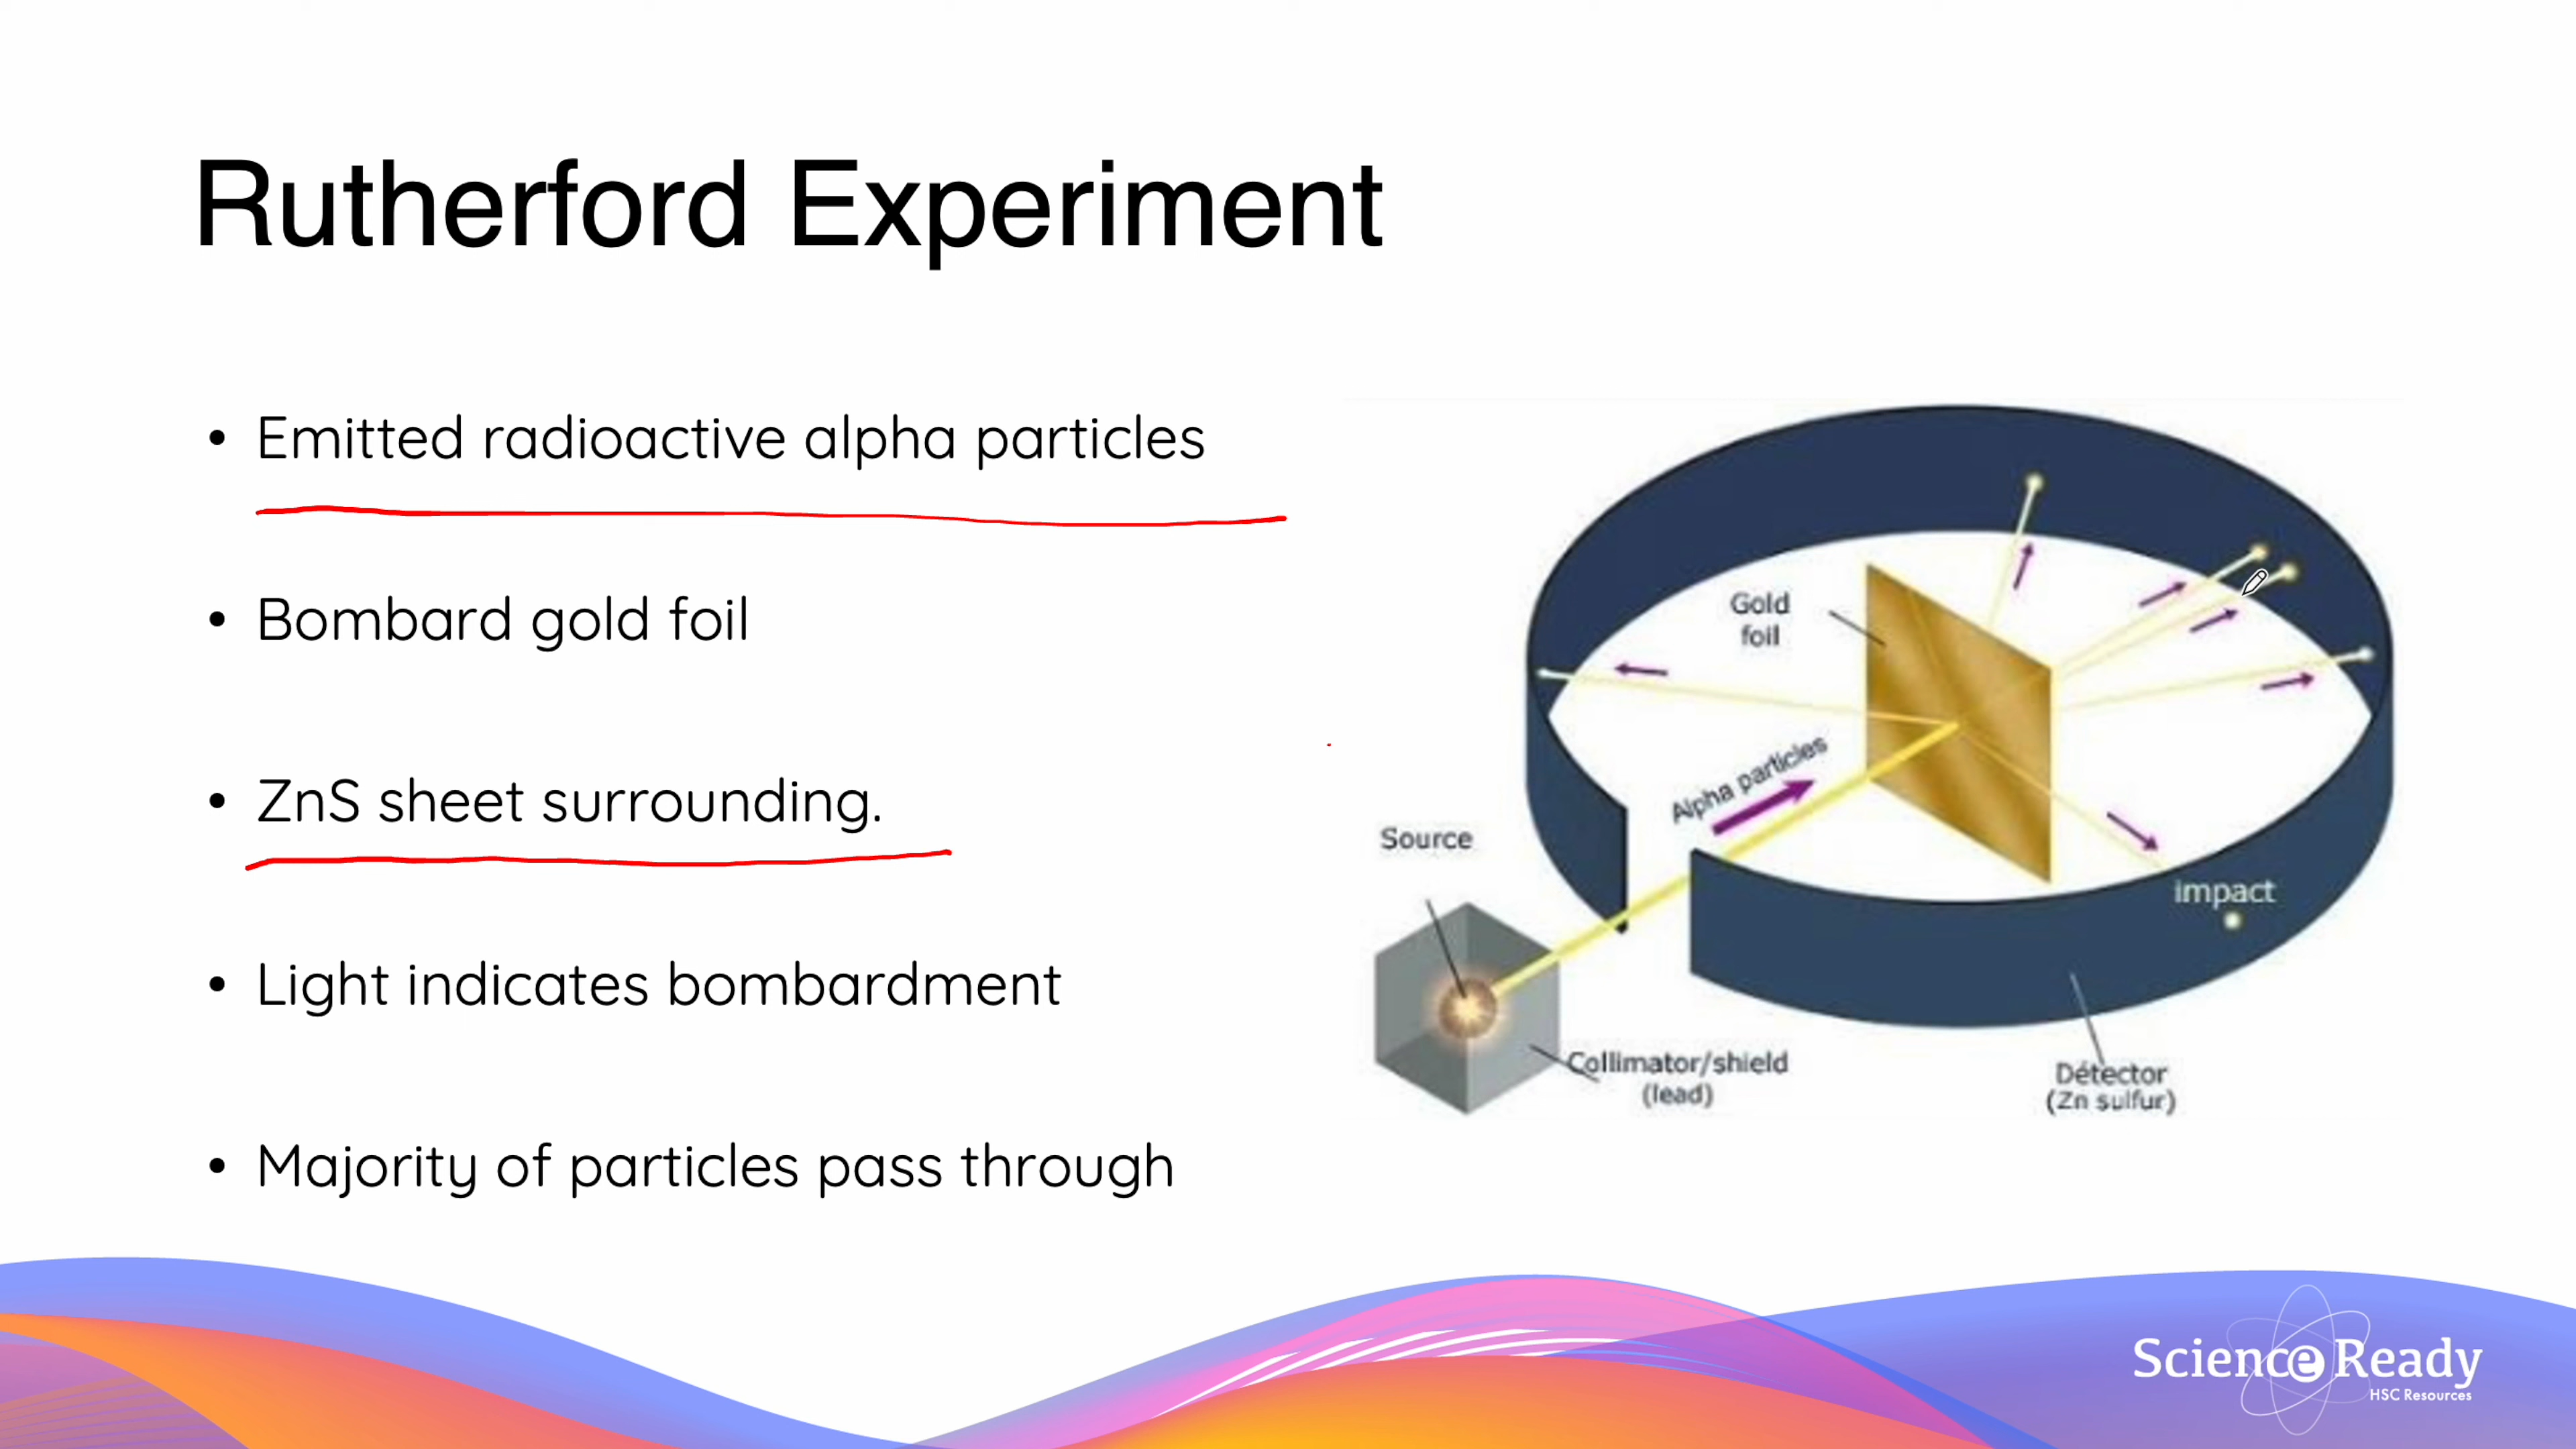 Rutherford Experiment
• Emitted radioactive alpha particles
• Bombard gold foil
• ZnS sheet surrounding.
• Light indicates bombardment
• Majority of particles pass through
Gold
foil
Alpha particles
Source
impact
Collimator/shield
(lead)
Détector
(Zn sulfur)
Science Ready
HSC Resources